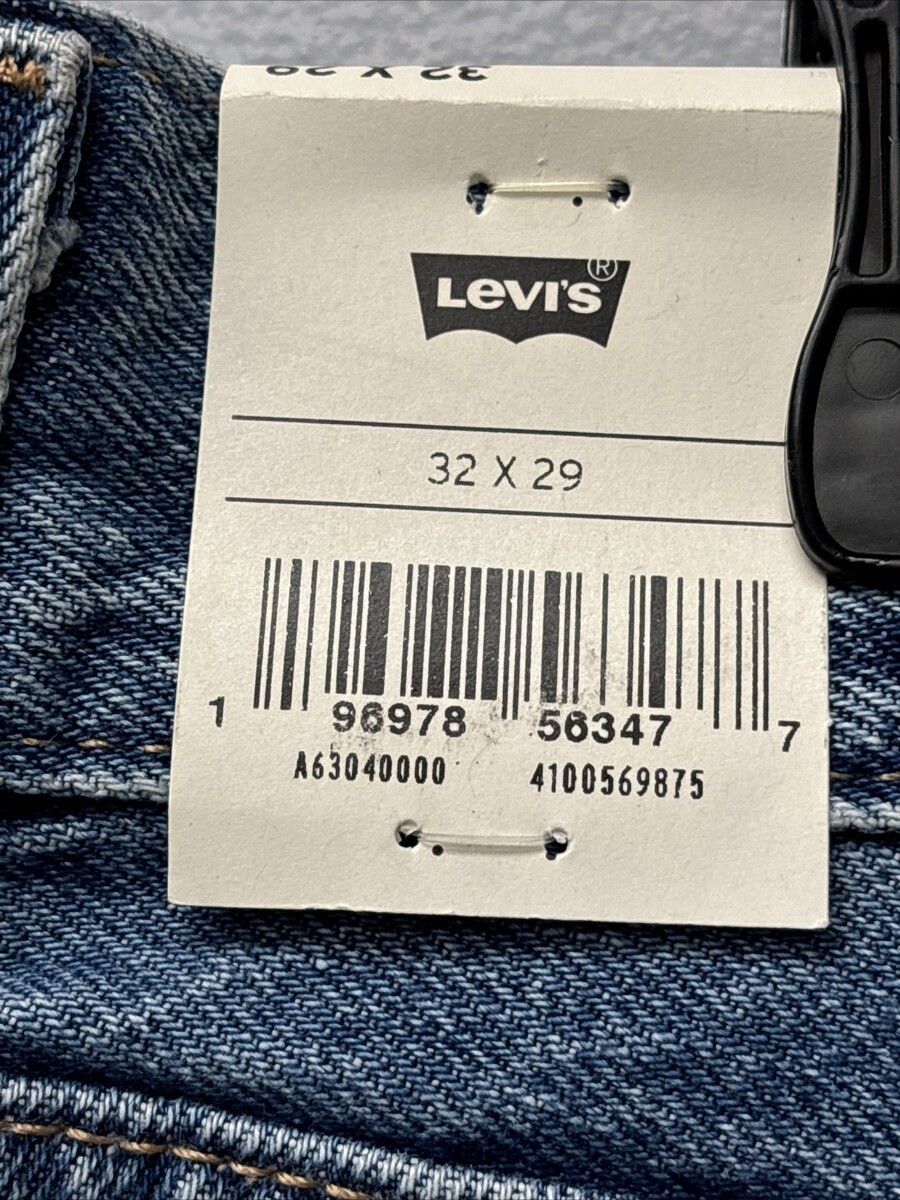 32 X 29
LEVI'S®
32 X 29
1 96978 56347 7
A63040000 4100569875